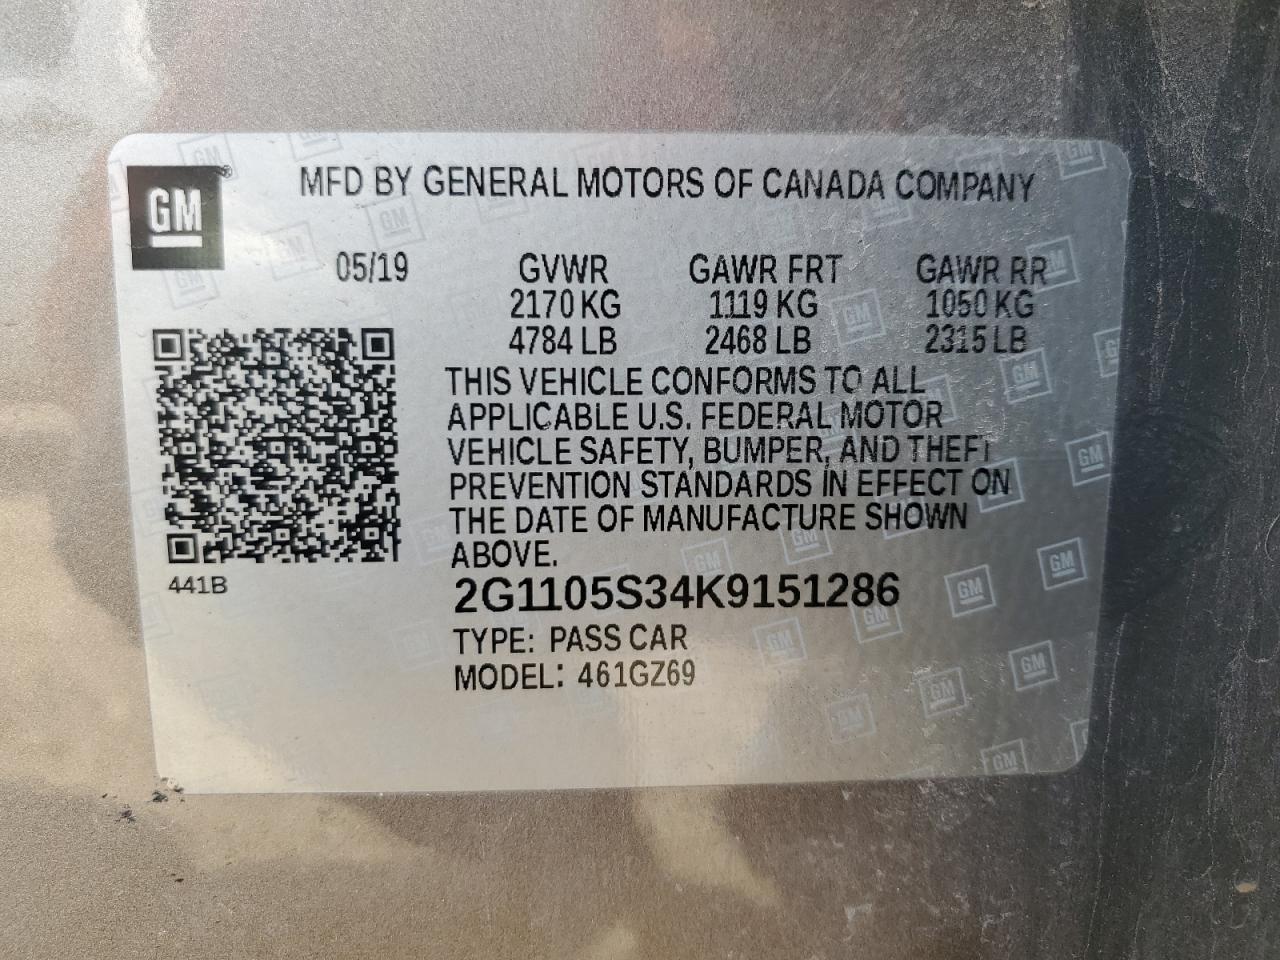 GM®
MFD BY GENERAL MOTORS OF CANADA COMPANY
05/19 GVWR GAWR FRT GAWR RR
2170 KG 1119 KG 1050 KG
4784 LB 2468 LB 2315 LB
THIS VEHICLE CONFORMS TO ALL
APPLICABLE U.S. FEDERAL MOTOR
VEHICLE SAFETY, BUMPER, AND THEFT
PREVENTION STANDARDS IN EFFECT ON
THE DATE OF MANUFACTURE SHOWN
ABOVE.
441B
2G1105S34K9151286
TYPE: PASS CAR
MODEL: 461GZ69